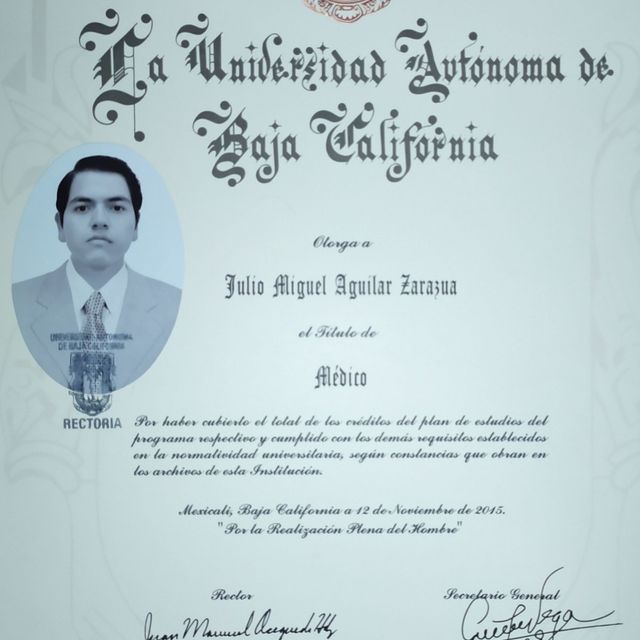 La Universidad Autónoma de
Baja California
Otorga a
Julio Miguel Aguilar Zarazua
el Título de
Médico
UNIVERSIDAD AUTONOMA
DE BAJA CALIFORNIA
RECTORIA
Por haber cubierto el total de los créditos del plan de estudios del
programa respectivo y cumplido con los demás requisitos establecidos
en la normatividad universitaria, según constancias que obran en
los archivos de esta Institución.
Mexicali, Baja California a 12 de Noviembre de 2015.
"Por la Realización Plena del Hombre"
Rector
Secretario General